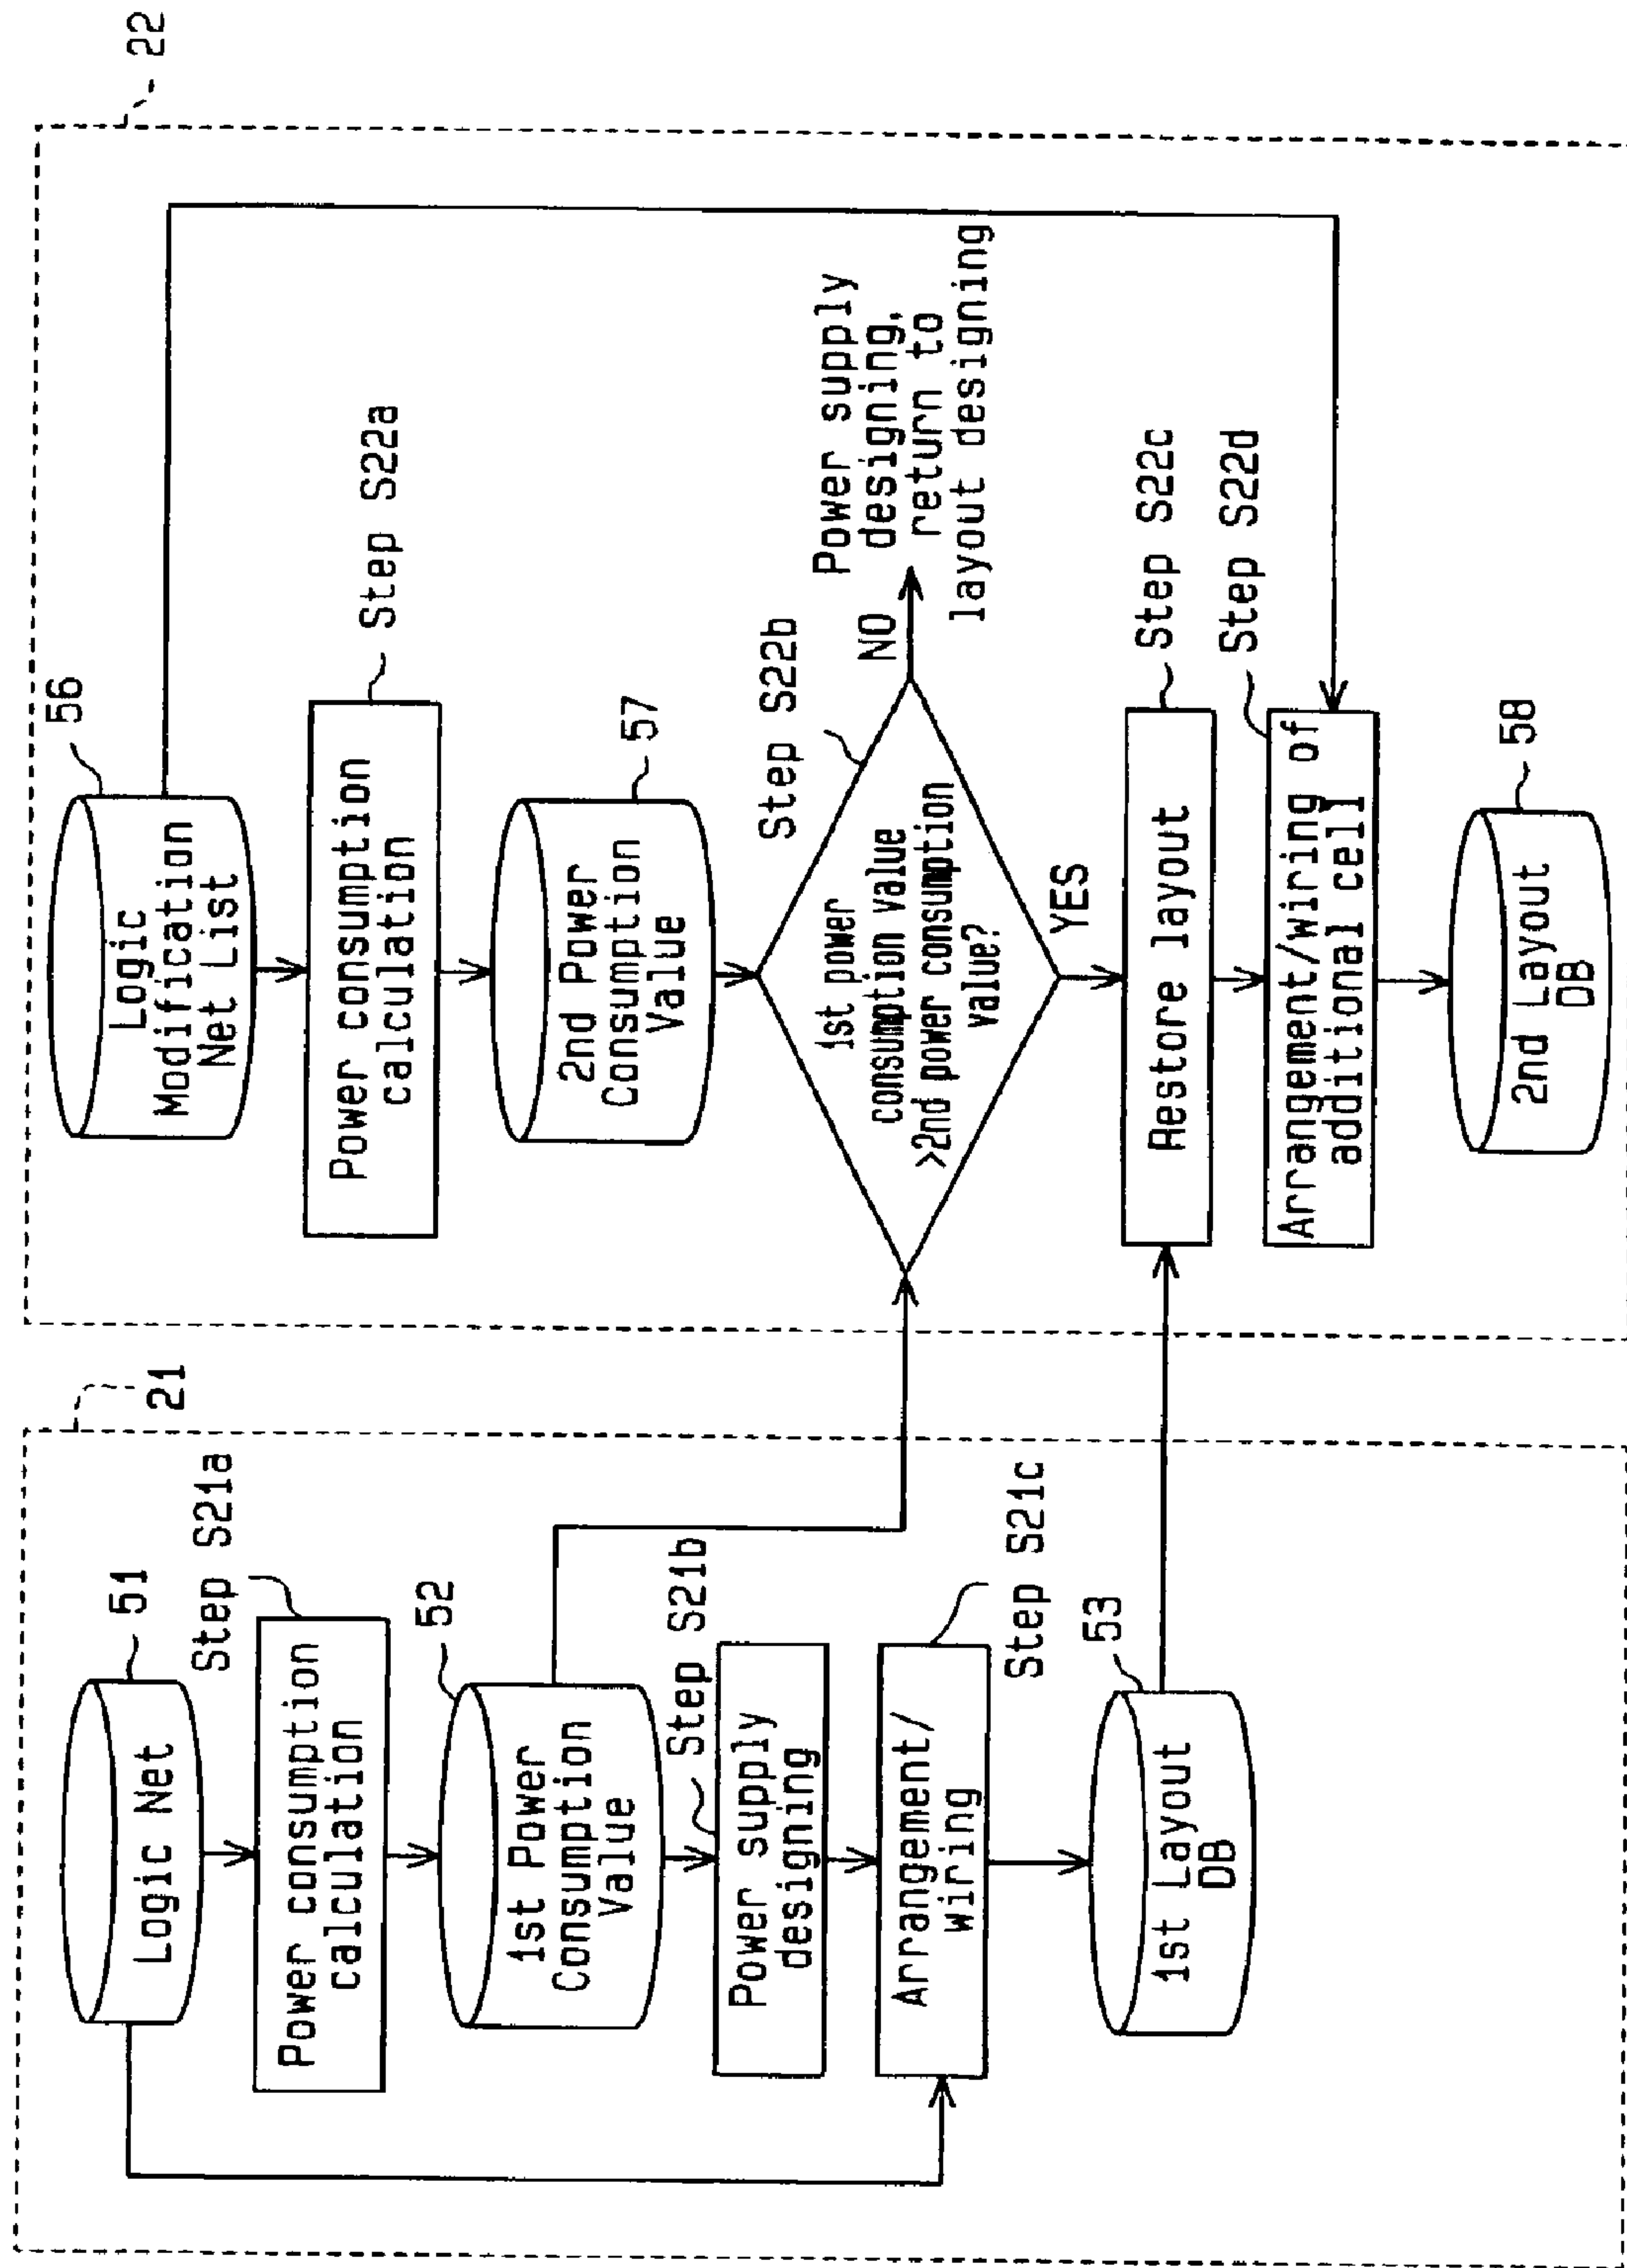 21
51
Logic Net
Step S21a
Power consumption
calculation
52
1st Power
Consumption
Value
Step S21b
Power supply
designing
Arrangement/
wiring
Step S21c
53
1st Layout
DB
22
56
Logic
Modification
Net List
Step S22a
Power consumption
calculation
57
2nd Power
Consumption
Value
Step S22b
1st power
consumption value
>2nd power consumption
value?
NO
Power supply
designing,
return to
layout designing
YES
Step S22c
Restore layout
Step S22d
Arrangement/wiring of
additional cell
58
2nd Layout
DB